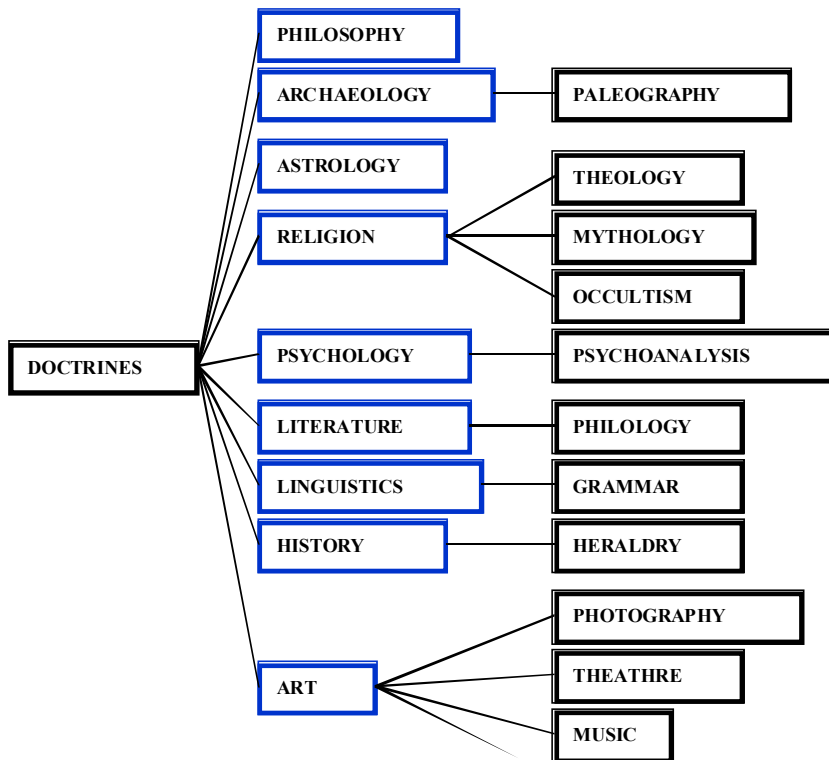 PHILOSOPHY
ARCHAEOLOGY
PALEOGRAPHY
ASTROLOGY
THEOLOGY
RELIGION
MYTHOLOGY
OCCULTISM
DOCTRINES
PSYCHOLOGY
PSYCHOANALYSIS
LITERATURE
PHILOLOGY
LINGUISTICS
GRAMMAR
HISTORY
HERALDRY
PHOTOGRAPHY
ART
THEATHRE
MUSIC